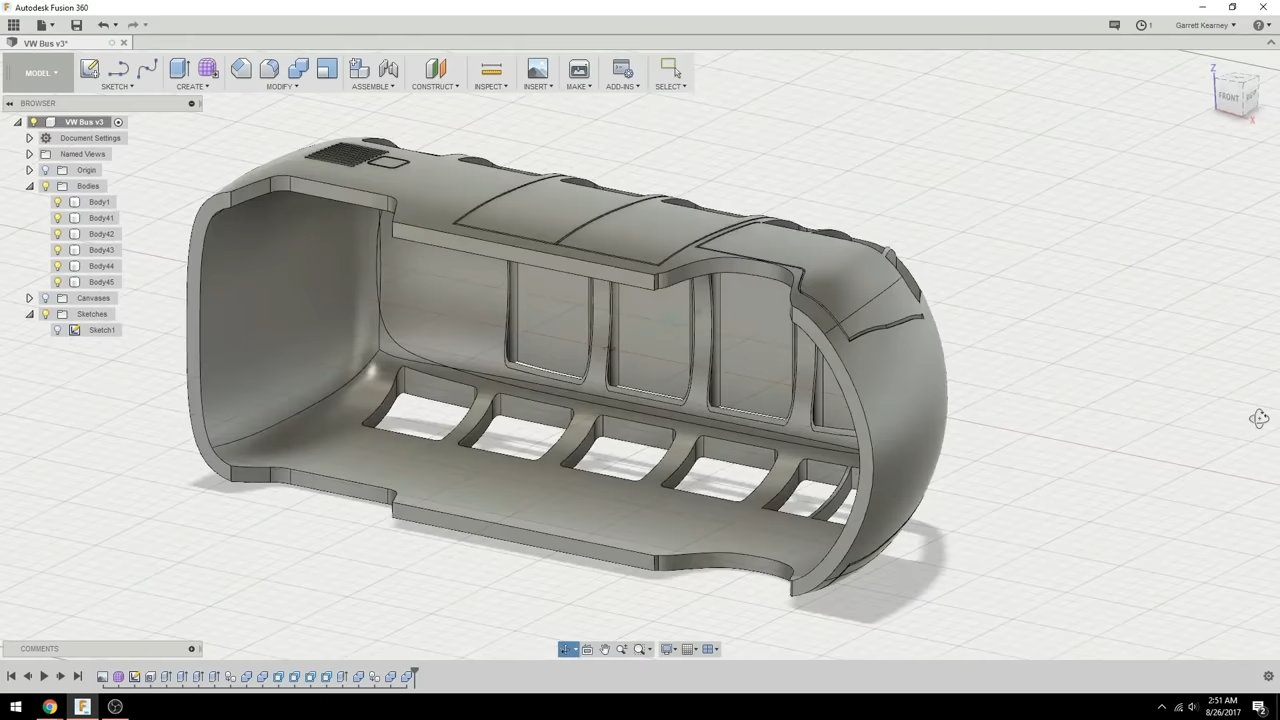 Autodesk Fusion 360
1
Garrett Kearney
VW Bus v3*
MODEL
SKETCH
CREATE
MODIFY
ASSEMBLE
CONSTRUCT
INSPECT
INSERT
MAKE
ADD-INS
SELECT
Z
FRONT
X
BROWSER
VW Bus v3
Document Settings
Named Views
Origin
Bodies
Body1
Body41
Body42
Body43
Body44
Body45
Canvases
Sketches
Sketch1
COMMENTS
2:51 AM
8/26/2017
2